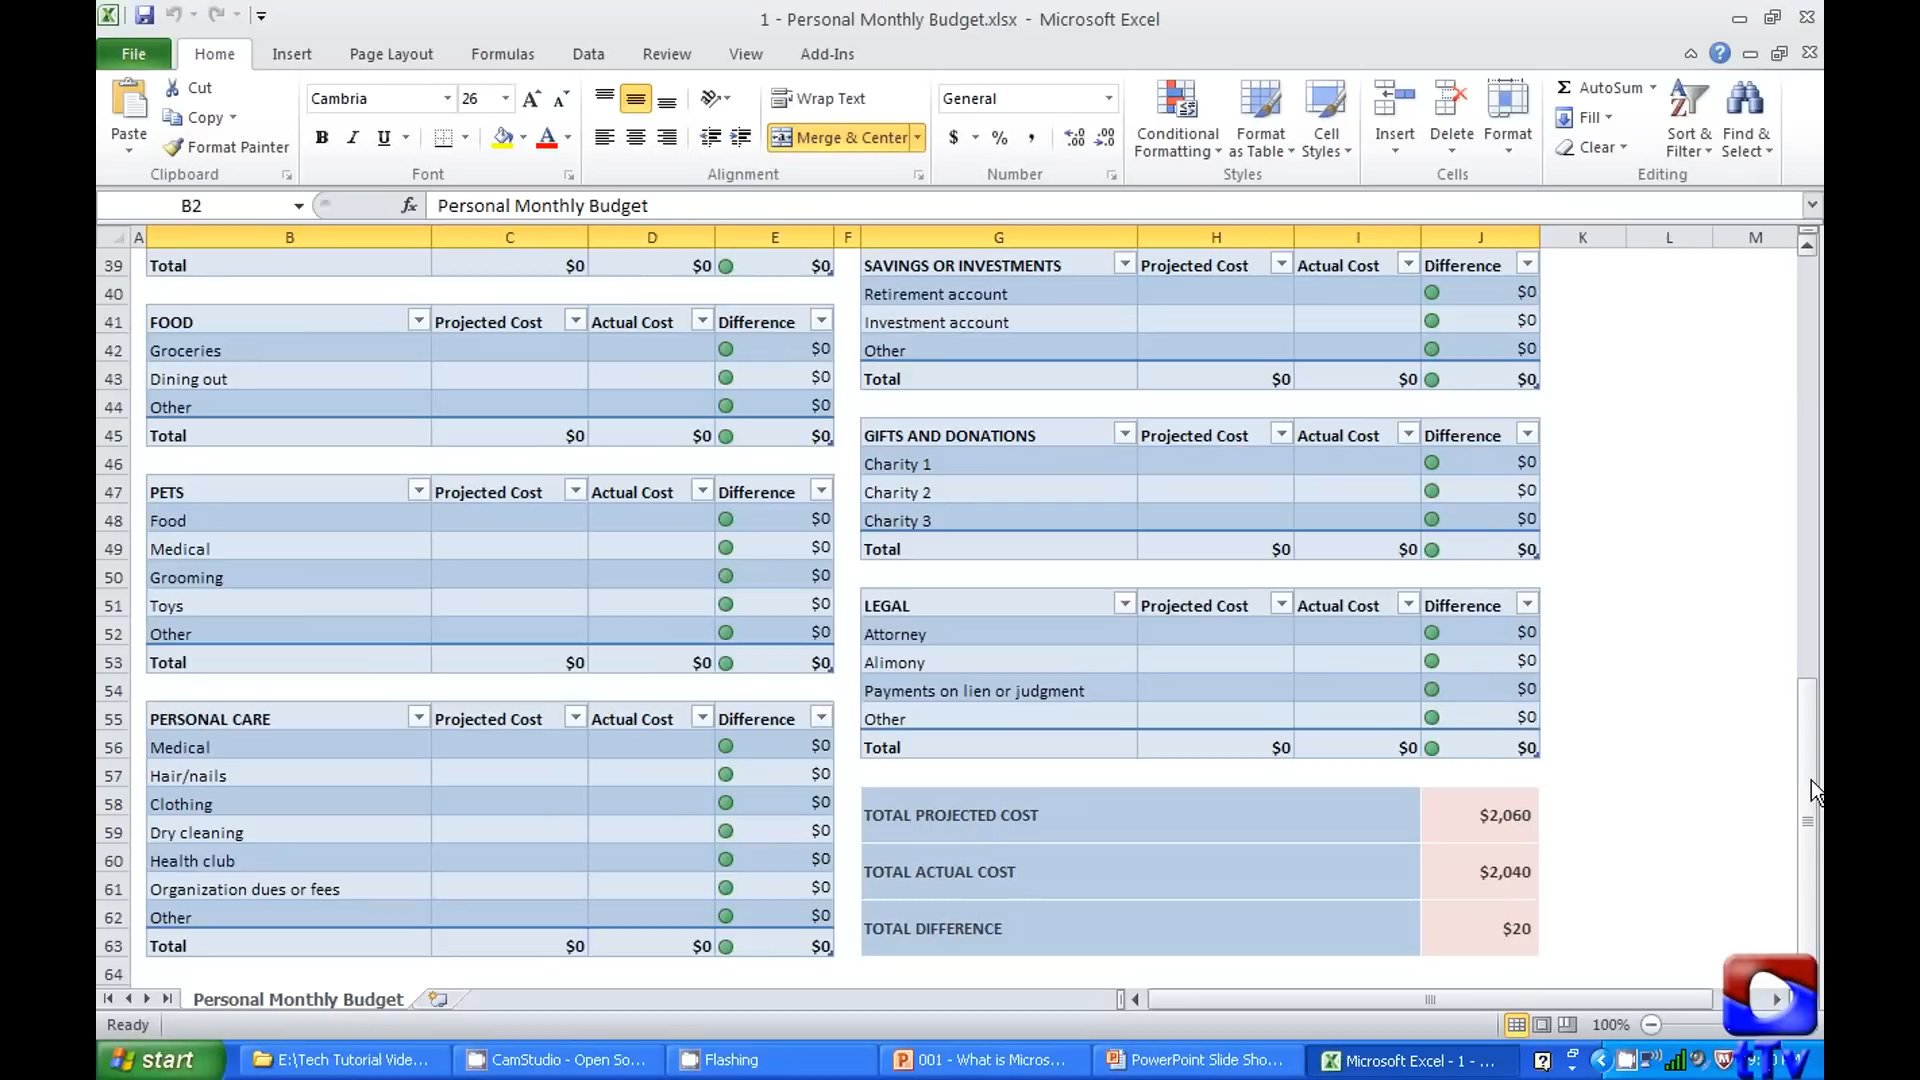 1 - Personal Monthly Budget.xlsx - Microsoft Excel
File Home Insert Page Layout Formulas Data Review View Add-Ins
Paste
Cut
Copy
Format Painter
Clipboard
Cambria 26
B I U
Font
Wrap Text
Merge & Center
Alignment
General
$ % ,
Number
Conditional Formatting
Format as Table
Cell Styles
Styles
Insert Delete Format
Cells
AutoSum
Fill
Clear
Sort & Filter
Find & Select
Editing
B2 fx Personal Monthly Budget
A B C D E F G H I J K L M
39 Total $0 $0 $0 SAVINGS OR INVESTMENTS Projected Cost Actual Cost Difference
40 Retirement account $0
41 FOOD Projected Cost Actual Cost Difference Investment account $0
42 Groceries $0 Other $0
43 Dining out $0 Total $0 $0 $0
44 Other $0
45 Total $0 $0 $0 GIFTS AND DONATIONS Projected Cost Actual Cost Difference
46 Charity 1 $0
47 PETS Projected Cost Actual Cost Difference Charity 2 $0
48 Food $0 Charity 3 $0
49 Medical $0 Total $0 $0 $0
50 Grooming $0
51 Toys $0 LEGAL Projected Cost Actual Cost Difference
52 Other $0 Attorney $0
53 Total $0 $0 $0 Alimony $0
54 Payments on lien or judgment $0
55 PERSONAL CARE Projected Cost Actual Cost Difference Other $0
56 Medical $0 Total $0 $0 $0
57 Hair/nails $0
58 Clothing $0 TOTAL PROJECTED COST $2,060
59 Dry cleaning $0
60 Health club $0 TOTAL ACTUAL COST $2,040
61 Organization dues or fees $0
62 Other $0 TOTAL DIFFERENCE $20
63 Total $0 $0 $0
64
Personal Monthly Budget
Ready 100%
start E:\Tech Tutorial Vide... CamStudio - Open So... Flashing 001 - What is Micros... PowerPoint Slide Sho... Microsoft Excel - 1 - ... tTv